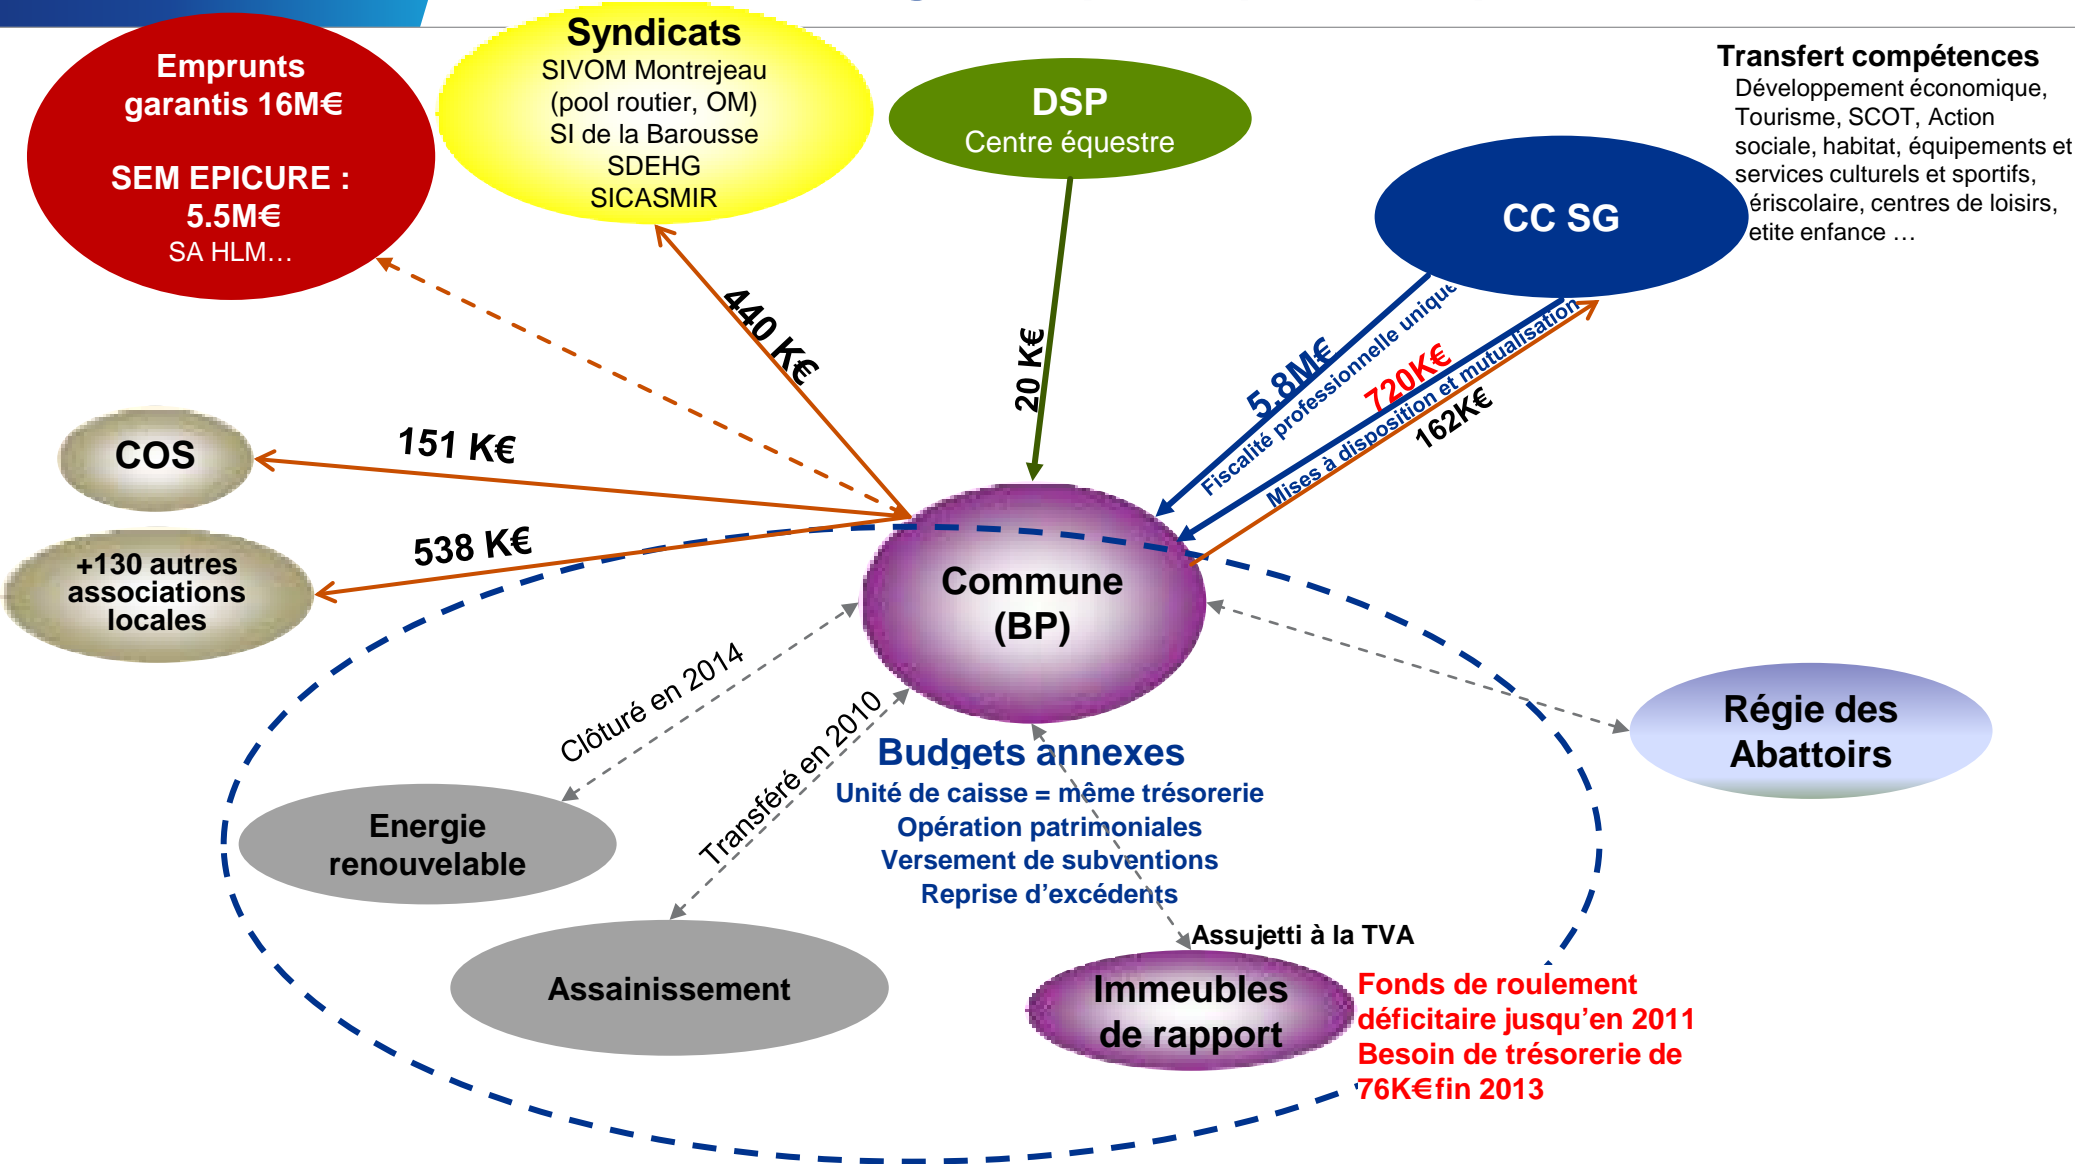 Emprunts
garantis 16M€
SEM EPICURE :
5.5M€
SA HLM…
Syndicats
SIVOM Montrejeau
(pool routier, OM)
SI de la Barousse
SDEHG
SICASMIR
DSP
Centre équestre
CC SG
Transfert compétences
Développement économique,
Tourisme, SCOT, Action
sociale, habitat, équipements et
services culturels et sportifs,
ériscolaire, centres de loisirs,
etite enfance …
440 K€
20 K€
5.8M€
Fiscalité professionnelle unique
720K€
Mises à disposition et mutualisation
162K€
COS
151 K€
+130 autres
associations
locales
538 K€
Commune
(BP)
Clôturé en 2014
Transféré en 2010
Budgets annexes
Unité de caisse = même trésorerie
Opération patrimoniales
Versement de subventions
Reprise d’excédents
Régie des
Abattoirs
Energie
renouvelable
Assainissement
Assujetti à la TVA
Immeubles
de rapport
Fonds de roulement
déficitaire jusqu’en 2011
Besoin de trésorerie de
76K€ fin 2013